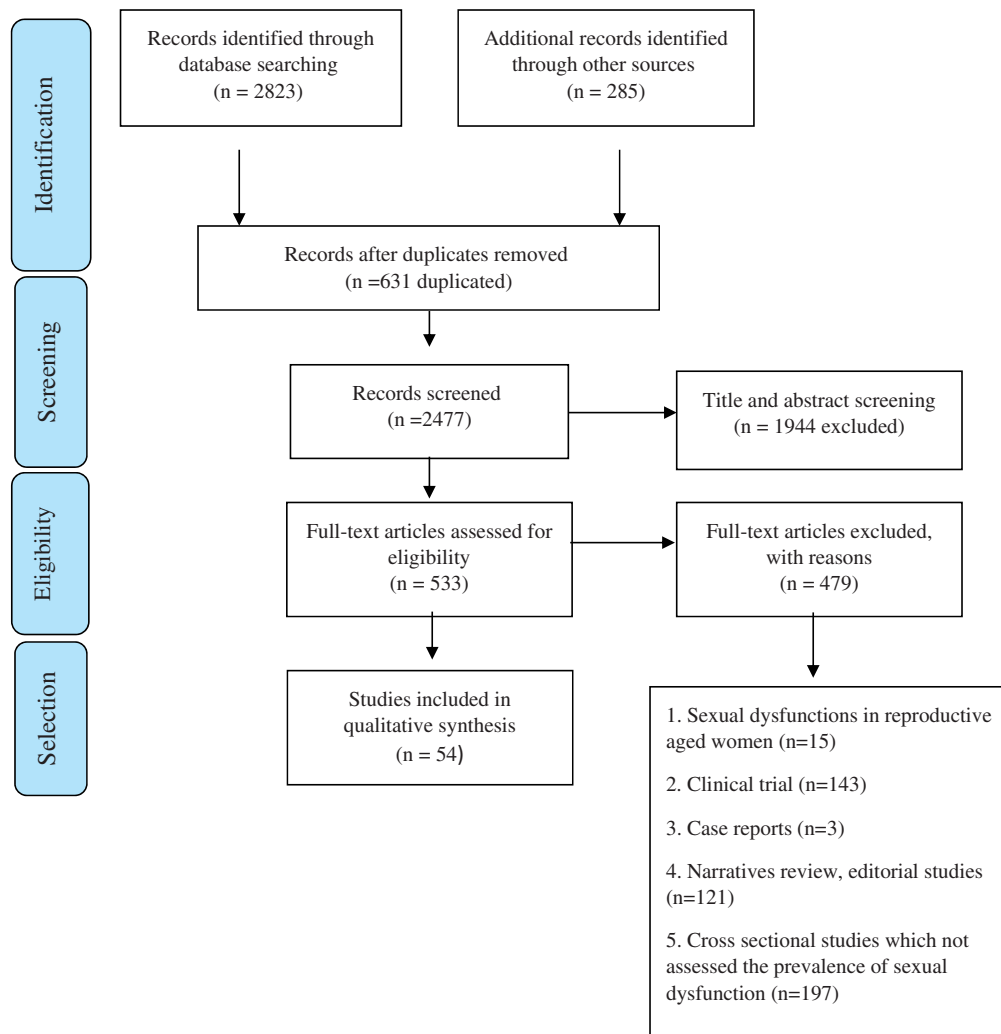 Identification
Records identified through
database searching
(n = 2823)
Additional records identified
through other sources
(n = 285)
Records after duplicates removed
(n =631 duplicated)
Screening
Records screened
(n =2477)
Title and abstract screening
(n = 1944 excluded)
Eligibility
Full-text articles assessed for
eligibility
(n = 533)
Full-text articles excluded,
with reasons
(n = 479)
Selection
Studies included in
qualitative synthesis
(n = 54)
1. Sexual dysfunctions in reproductive
aged women (n=15)
2. Clinical trial (n=143)
3. Case reports (n=3)
4. Narratives review, editorial studies
(n=121)
5. Cross sectional studies which not
assessed the prevalence of sexual
dysfunction (n=197)